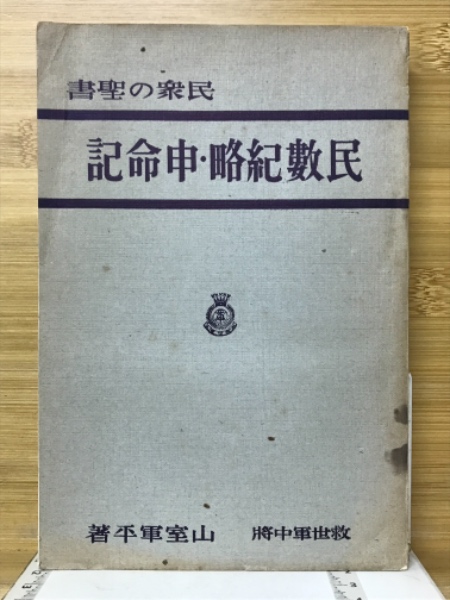 民衆の聖書
民數紀略・申命記
救世軍中將 山室軍平著